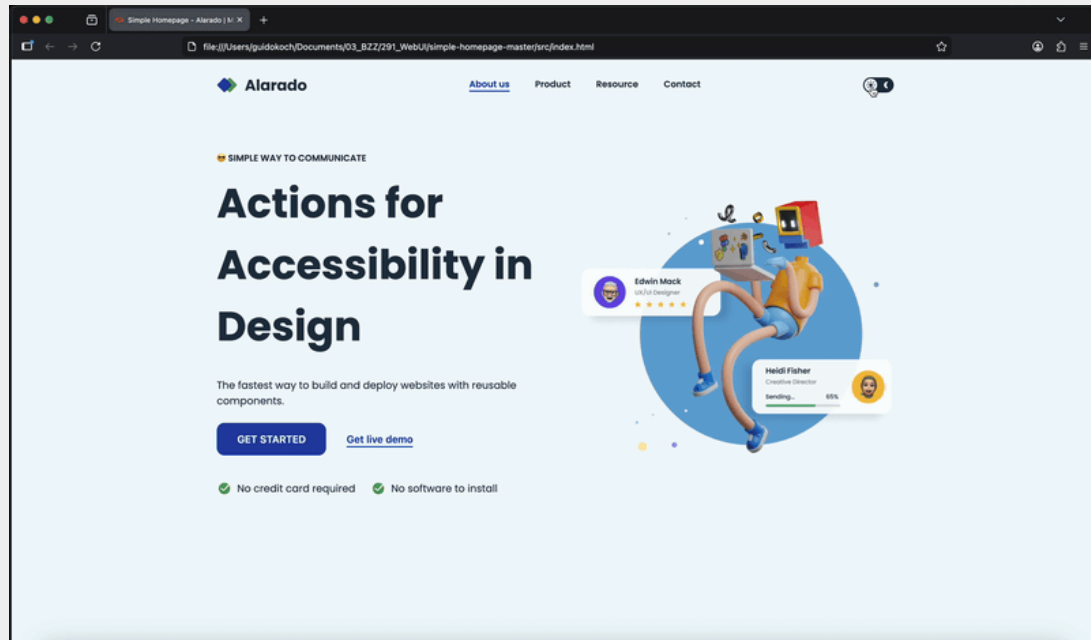 Simple Homepage - Alarado | M
file:///Users/guidokoch/Documents/03_BZZ/291_WebUI/simple-homepage-master/src/index.html
Alarado
About us
Product
Resource
Contact
SIMPLE WAY TO COMMUNICATE
Actions for
Accessibility in
Design
The fastest way to build and deploy websites with reusable
components.
GET STARTED
Get live demo
No credit card required
No software to install
Edwin Mack
UX/UI Designer
Heidi Fisher
Creative Director
Sending...
65%